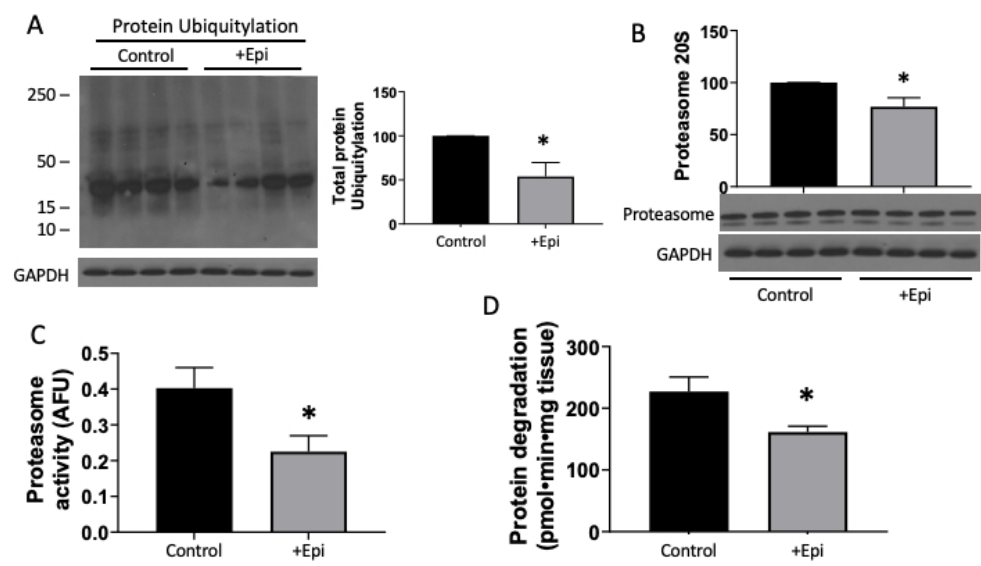 A
Protein Ubiquitylation
Control +Epi
250 –
50 –
15 –
10 –
GAPDH
Total protein
Ubiquitylation
150
100
50
0
*
Control +Epi
B
Proteasome 20S
150
100
50
0
*
Proteasome
GAPDH
Control +Epi
C
Proteasome
activity (AFU)
0.5
0.4
0.3
0.2
0.1
0.0
*
Control +Epi
D
Protein degradation
(pmol•min•mg tissue)
300
200
100
0
*
Control +Epi